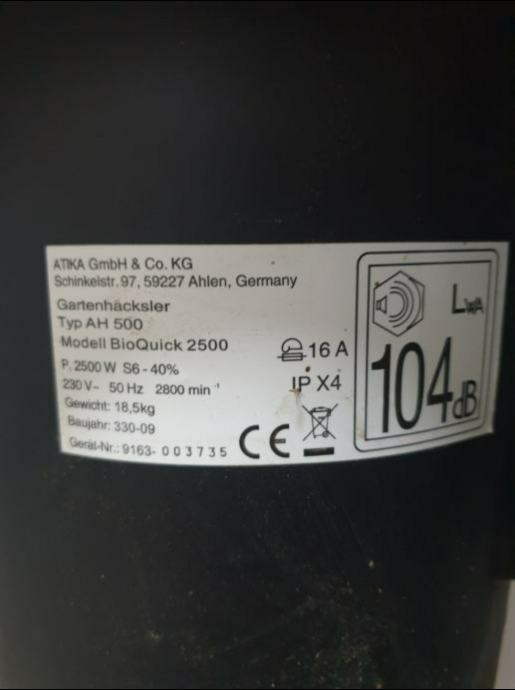 ATIKA GmbH & Co. KG
Schinkelstr. 97, 59227 Ahlen, Germany
Gartenhäcksler
Typ AH 500
Modell BioQuick 2500
P. 2500 W S6 - 40%
230 V~ 50 Hz 2800 min⁻¹
Gewicht: 18,5kg
Baujahr: 330-09
Gerät-Nr.: 9163- 003735
16 A
IP X4
CE
LWA
104dB